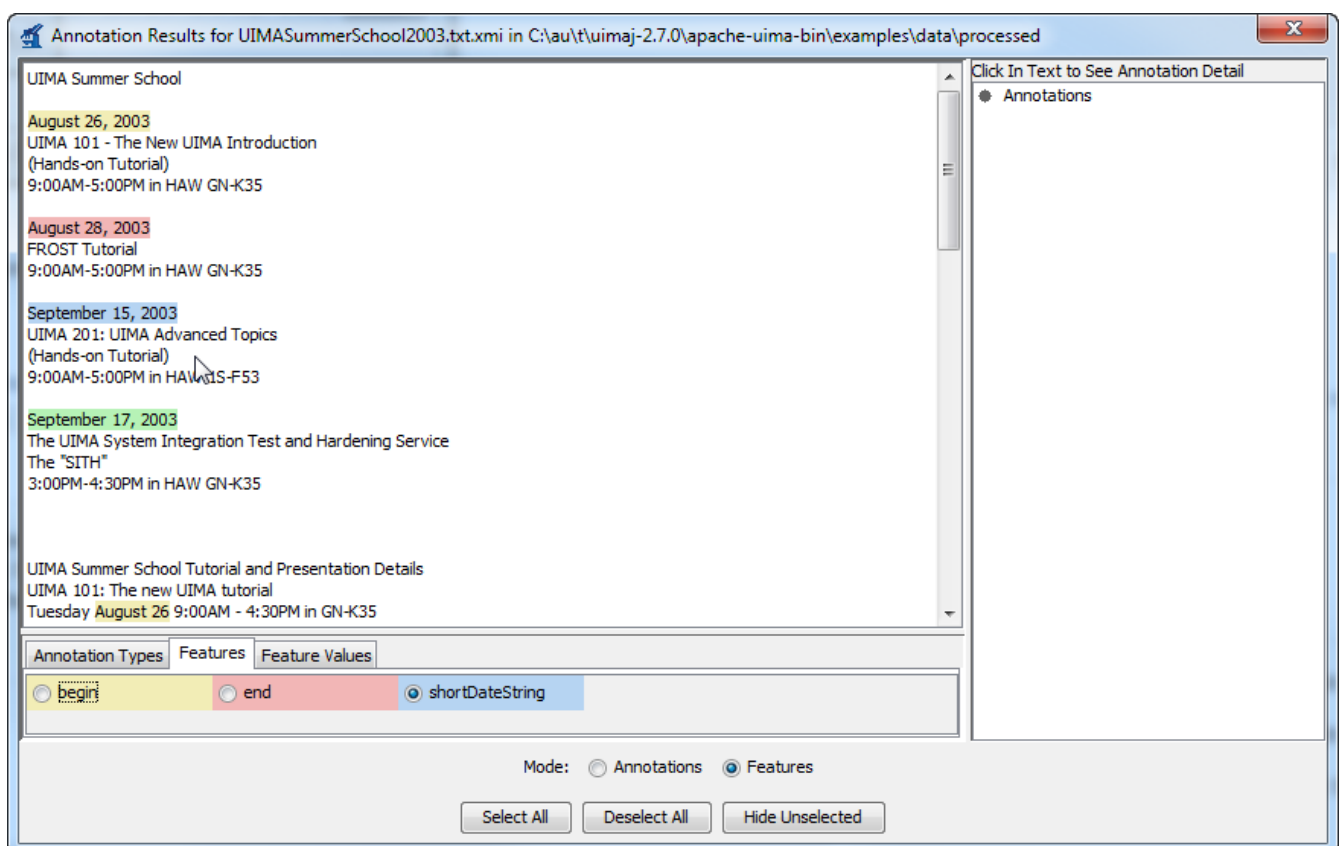 Annotation Results for UIMASummerSchool2003.txt.xmi in C:\au\t\uimaj-2.7.0\apache-uima-bin\examples\data\processed
UIMA Summer School
August 26, 2003
UIMA 101 - The New UIMA Introduction
(Hands-on Tutorial)
9:00AM-5:00PM in HAW GN-K35
August 28, 2003
FROST Tutorial
9:00AM-5:00PM in HAW GN-K35
September 15, 2003
UIMA 201: UIMA Advanced Topics
(Hands-on Tutorial)
9:00AM-5:00PM in HAW 1S-F53
September 17, 2003
The UIMA System Integration Test and Hardening Service
The "SITH"
3:00PM-4:30PM in HAW GN-K35
UIMA Summer School Tutorial and Presentation Details
UIMA 101: The new UIMA tutorial
Tuesday August 26 9:00AM - 4:30PM in GN-K35
Click In Text to See Annotation Detail
Annotations
Annotation Types Features Feature Values
begin end shortDateString
Mode: Annotations Features
Select All Deselect All Hide Unselected